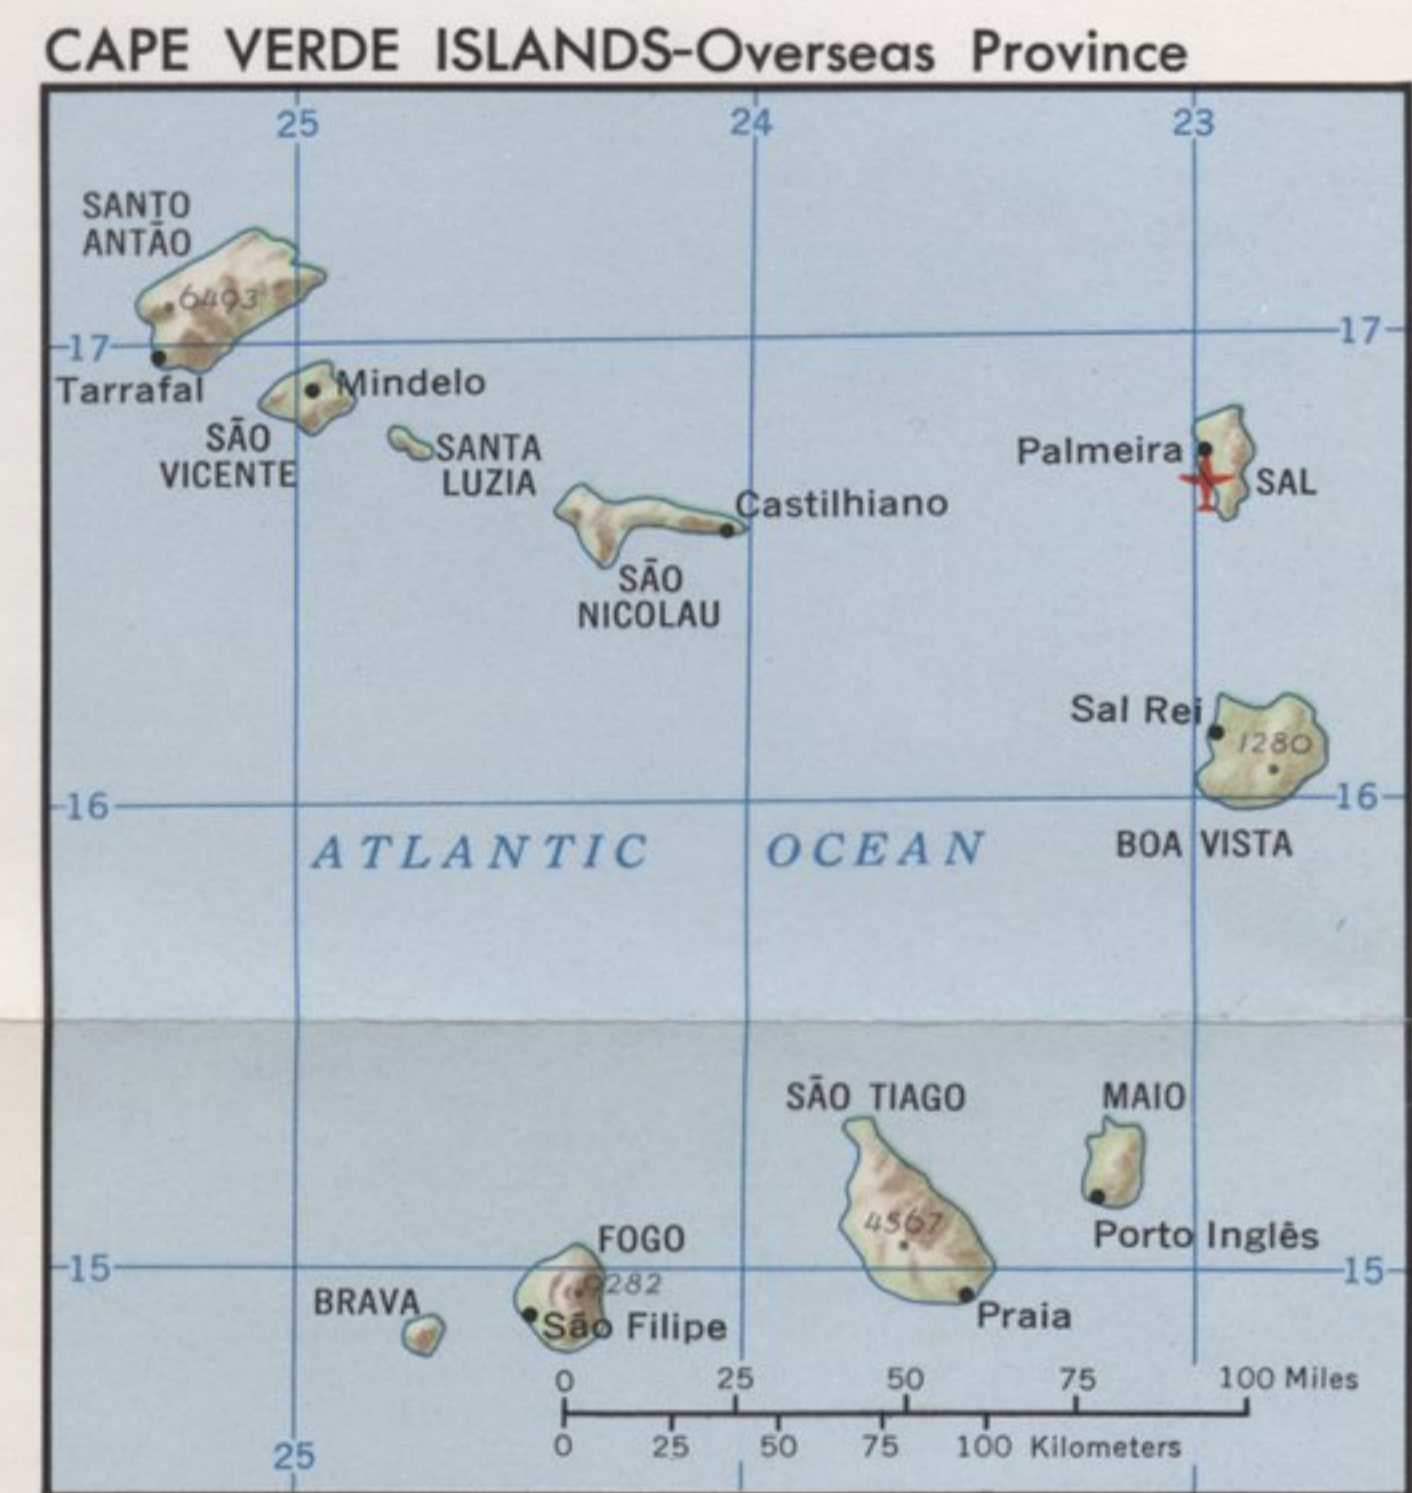 CAPE VERDE ISLANDS-Overseas Province
25 24 23
SANTO
ANTÃO
6493
17 17
Tarrafal
Mindelo
SÃO
VICENTE
SANTA
LUZIA
Palmeira
SAL
Castilhiano
SÃO
NICOLAU
Sal Rei
1280
16 16
ATLANTIC OCEAN
BOA VISTA
SÃO TIAGO
MAIO
4567
Porto Inglês
FOGO
15 15
9282
BRAVA
São Filipe
Praia
0 25 50 75 100 Miles
0 25 50 75 100 Kilometers
25